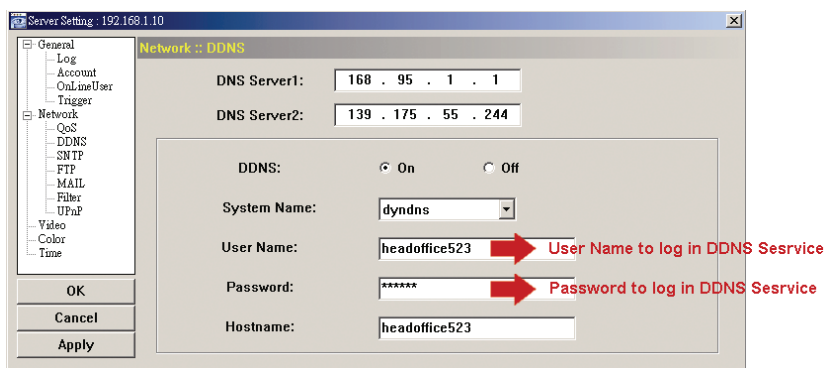 Server Setting : 192.168.1.10
General
Log
Account
OnLineUser
Trigger
Network
QoS
DDNS
SNTP
FTP
MAIL
Filter
UPnP
Video
Color
Time
OK
Cancel
Apply
Network :: DDNS
DNS Server1: 168 . 95 . 1 . 1
DNS Server2: 139 . 175 . 55 . 244
DDNS: On Off
System Name: dyndns
User Name: headoffice523 User Name to log in DDNS Sesrvice
Password: ****** Password to log in DDNS Sesrvice
Hostname: headoffice523